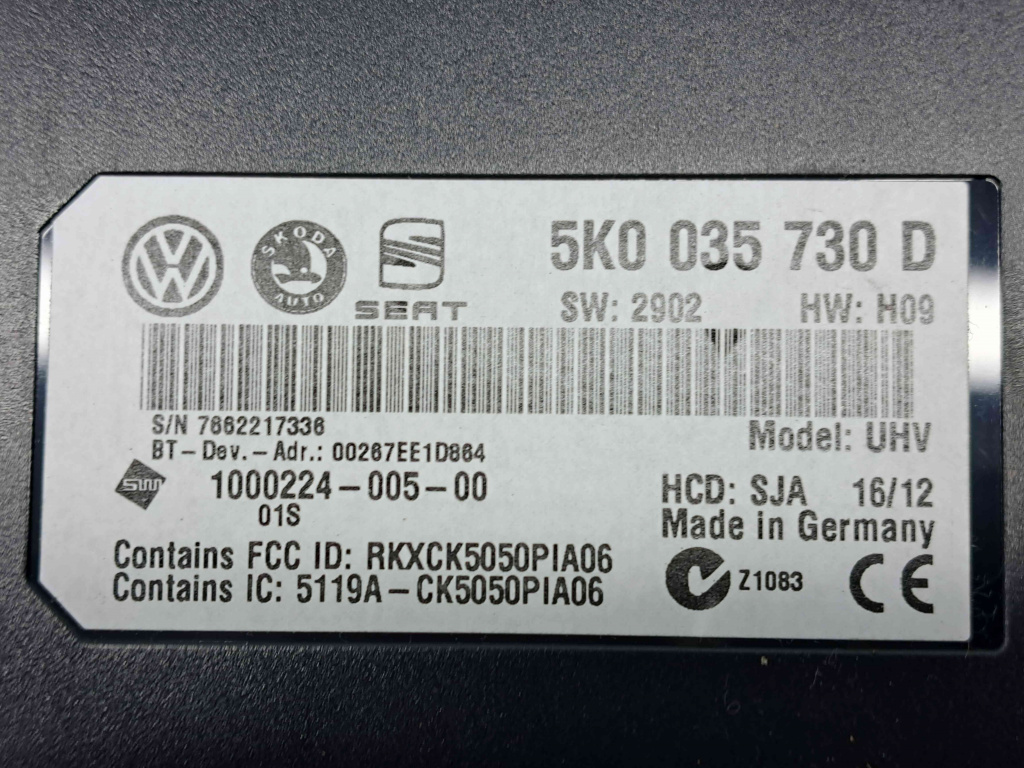 SKODA
AUTO
SEAT
5K0 035 730 D
SW: 2902 HW: H09
S/N 7662217336
BT-Dev.-Adr.: 00267EE1D864
Model: UHV
SW
1000224-005-00
01S
HCD: SJA 16/12
Made in Germany
Contains FCC ID: RKXCK5050PIA06
Contains IC: 5119A-CK5050PIA06
Z1083
CE